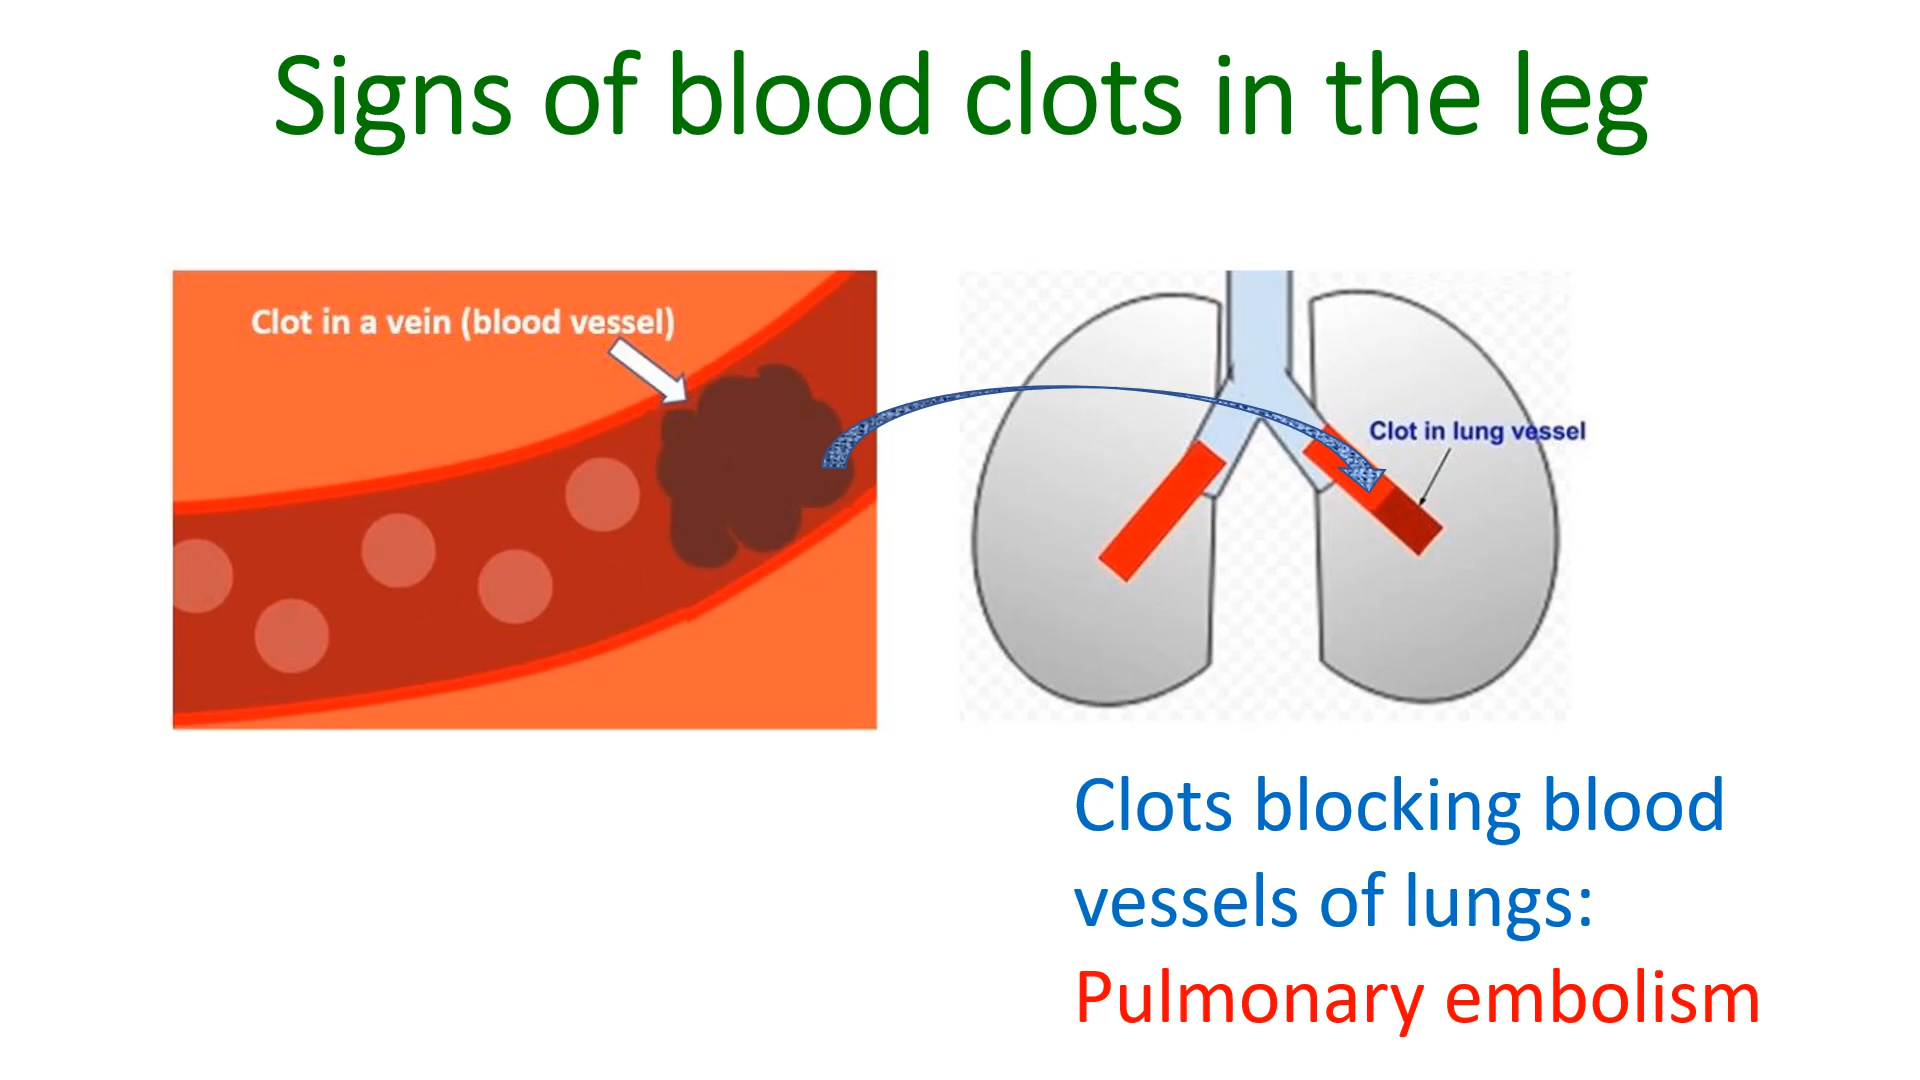 Signs of blood clots in the leg
Clot in a vein (blood vessel)
Clot in lung vessel
Clots blocking blood
vessels of lungs:
Pulmonary embolism